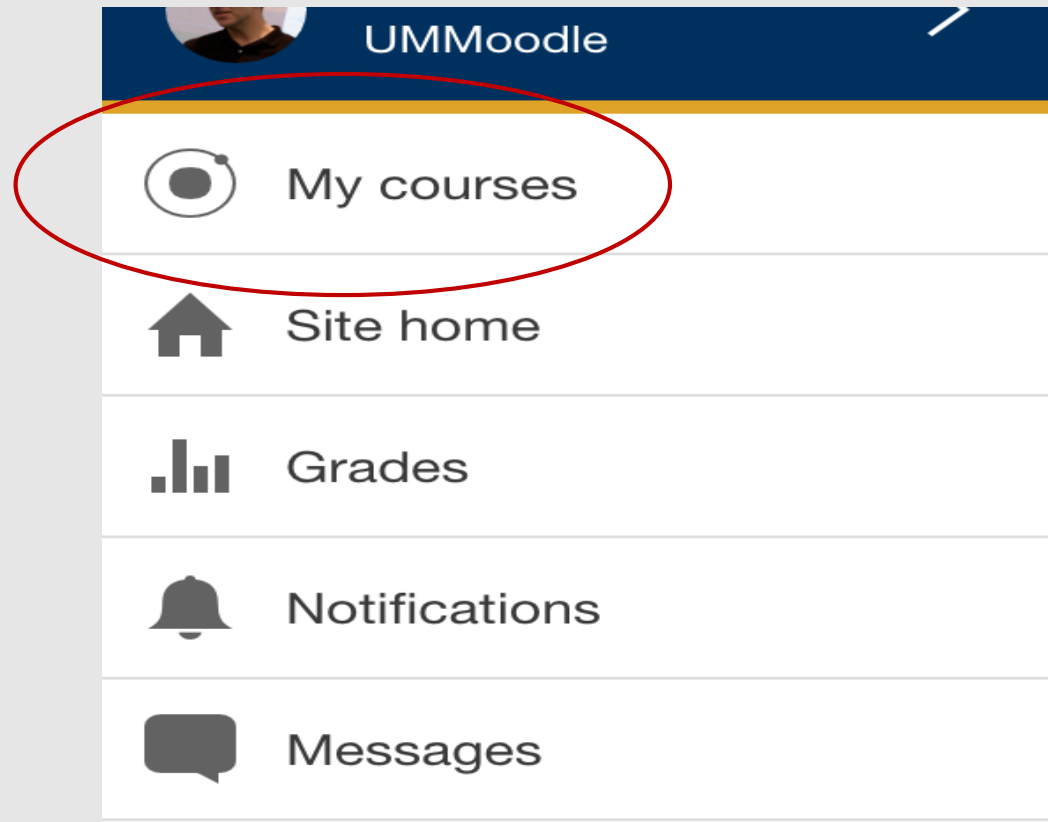 UMMoodle
My courses
Site home
Grades
Notifications
Messages